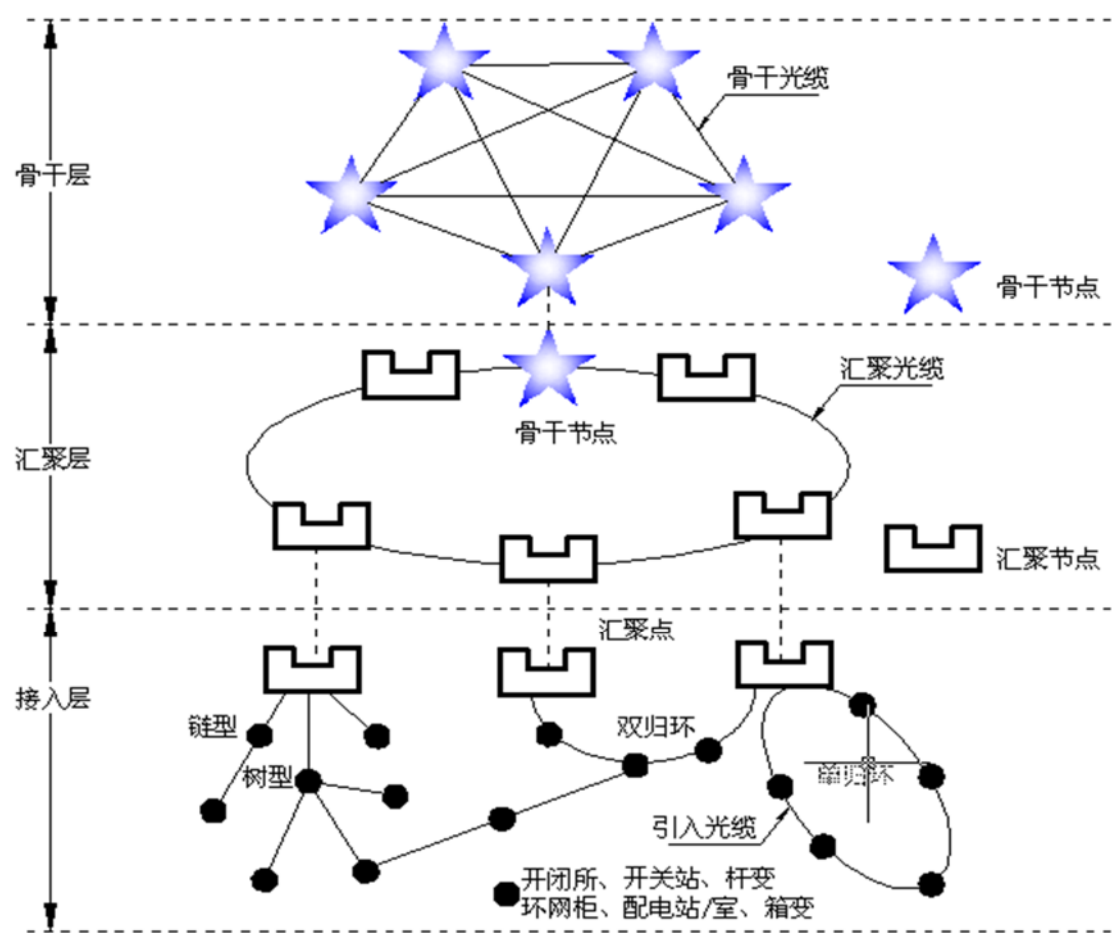 骨干光缆
骨干层
骨干节点
汇聚光缆
骨干节点
汇聚层
汇聚节点
汇聚点
接入层
链型
双归环
树型
单归环
引入光缆
开闭所、开关站、杆变
环网柜、配电站/室、箱变